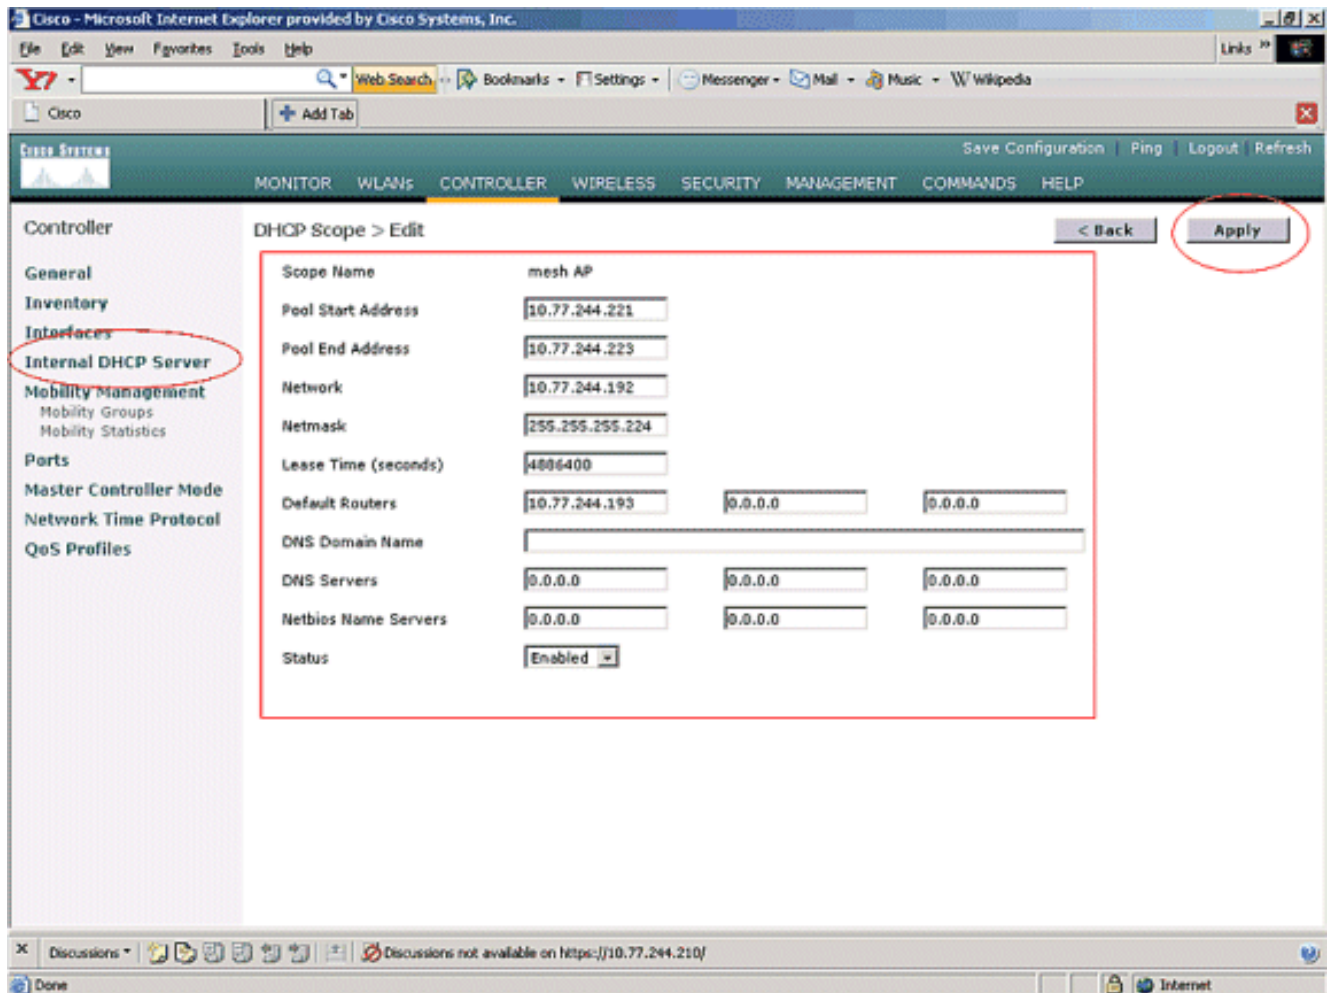 Cisco - Microsoft Internet Explorer provided by Cisco Systems, Inc.
File Edit View Favorites Tools Help Links »
Y! Web Search Bookmarks Settings Messenger Mail Music W Wikipedia
Cisco Add Tab
CISCO SYSTEMS
Save Configuration | Ping | Logout | Refresh
MONITOR WLANs CONTROLLER WIRELESS SECURITY MANAGEMENT COMMANDS HELP
Controller
General
Inventory
Interfaces
Internal DHCP Server
Mobility Management
Mobility Groups
Mobility Statistics
Ports
Master Controller Mode
Network Time Protocol
QoS Profiles
DHCP Scope > Edit
< Back Apply
Scope Name mesh AP
Pool Start Address 10.77.244.221
Pool End Address 10.77.244.223
Network 10.77.244.192
Netmask 255.255.255.224
Lease Time (seconds) 4886400
Default Routers 10.77.244.193 0.0.0.0 0.0.0.0
DNS Domain Name
DNS Servers 0.0.0.0 0.0.0.0 0.0.0.0
Netbios Name Servers 0.0.0.0 0.0.0.0 0.0.0.0
Status Enabled
Discussions Discussions not available on https://10.77.244.210/
Done Internet